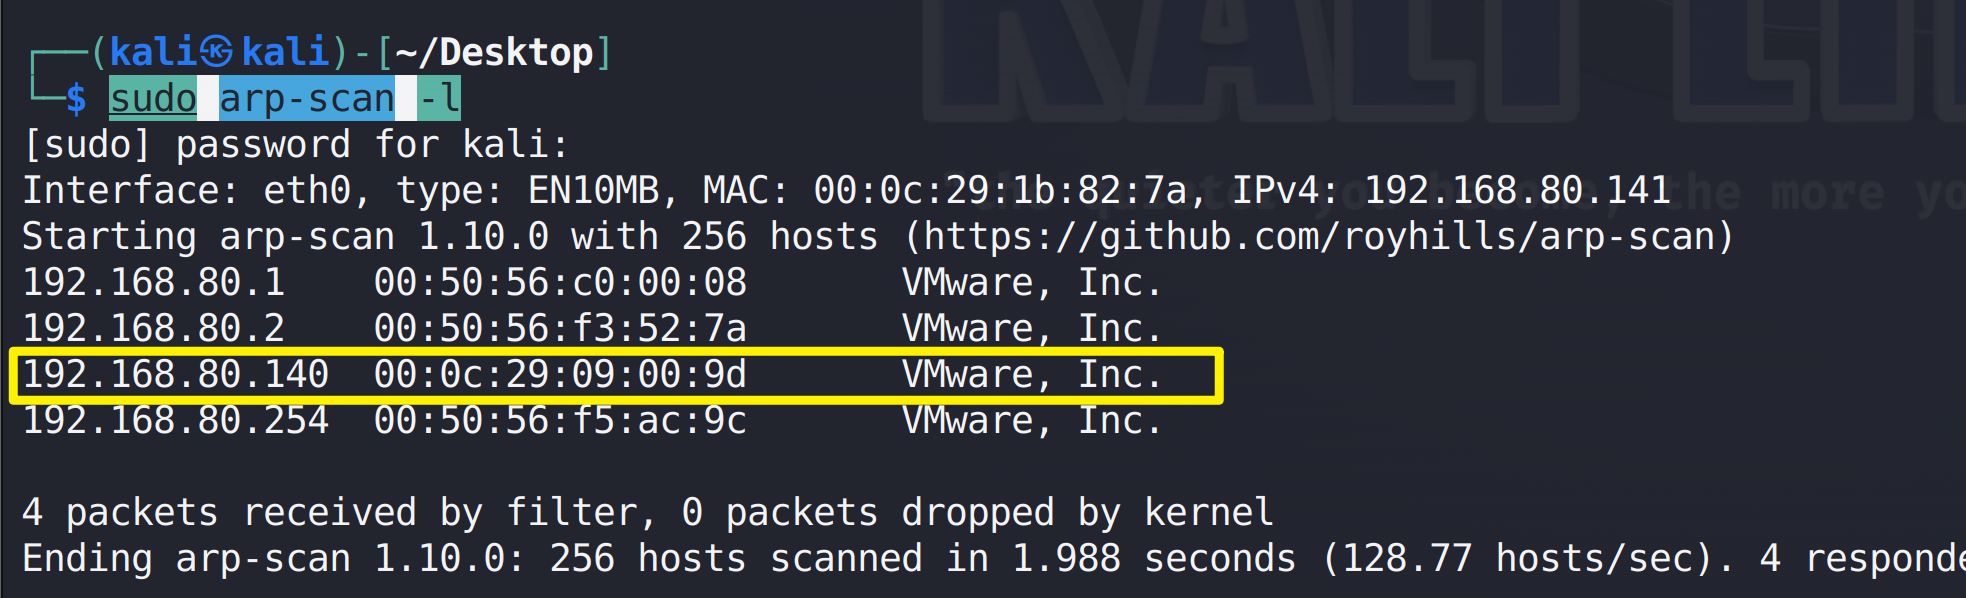 KALI LI
┌──(kali㉿kali)-[~/Desktop]
└─$ sudo arp-scan -l
[sudo] password for kali:
Interface: eth0, type: EN10MB, MAC: 00:0c:29:1b:82:7a, IPv4: 192.168.80.141
the more yo
Starting arp-scan 1.10.0 with 256 hosts (https://github.com/royhills/arp-scan)
192.168.80.1 00:50:56:c0:00:08 VMware, Inc.
192.168.80.2 00:50:56:f3:52:7a VMware, Inc.
192.168.80.140 00:0c:29:09:00:9d VMware, Inc.
192.168.80.254 00:50:56:f5:ac:9c VMware, Inc.
4 packets received by filter, 0 packets dropped by kernel
Ending arp-scan 1.10.0: 256 hosts scanned in 1.988 seconds (128.77 hosts/sec). 4 responde